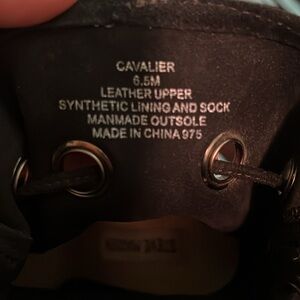 CAVALIER
6.5M
LEATHER UPPER
SYNTHETIC LINING AND SOCK
MANMADE OUTSOLE
MADE IN CHINA 975